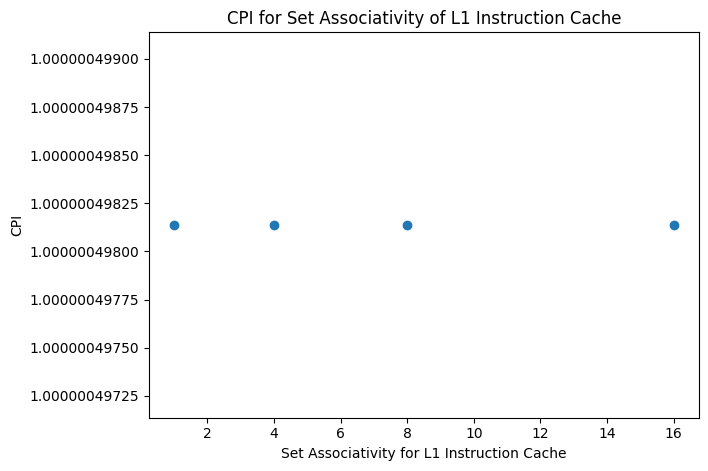 CPI for Set Associativity of L1 Instruction Cache
1.00000049900
1.00000049875
1.00000049850
1.00000049825
1.00000049800
1.00000049775
1.00000049750
1.00000049725
CPI
2 4 6 8 10 12 14 16
Set Associativity for L1 Instruction Cache